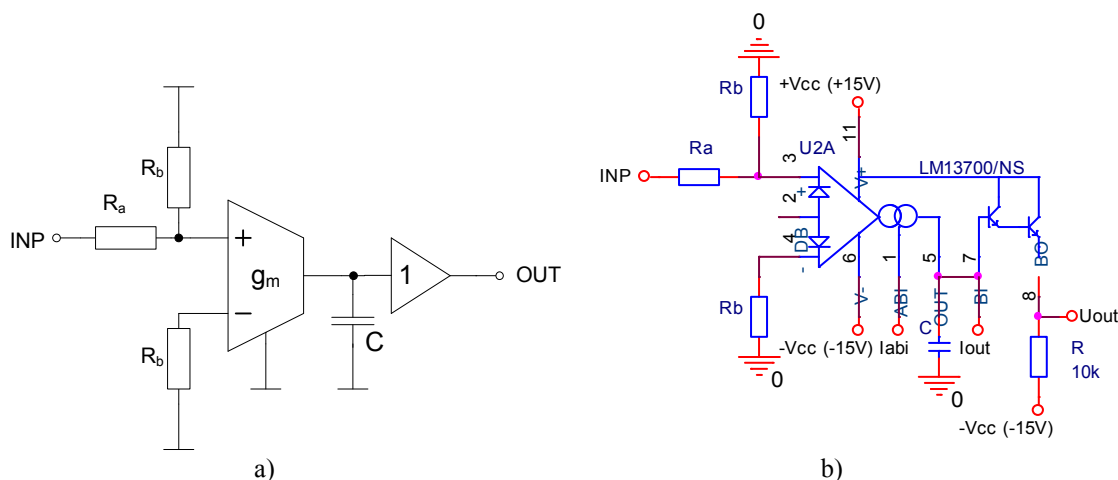 R_b
R_a
INP
+
g_m
−
1
OUT
C
R_b
a)
0
Rb
+Vcc (+15V)
11
U2A
Ra
3
LM13700/NS
INP
V+
+
2
DB
4
-
6
1
5
7
BO
V-
ABI
OUT
BI
8
Uout
Rb
C
R
10k
-Vcc (-15V)
Iabi
Iout
0
0
-Vcc (-15V)
b)